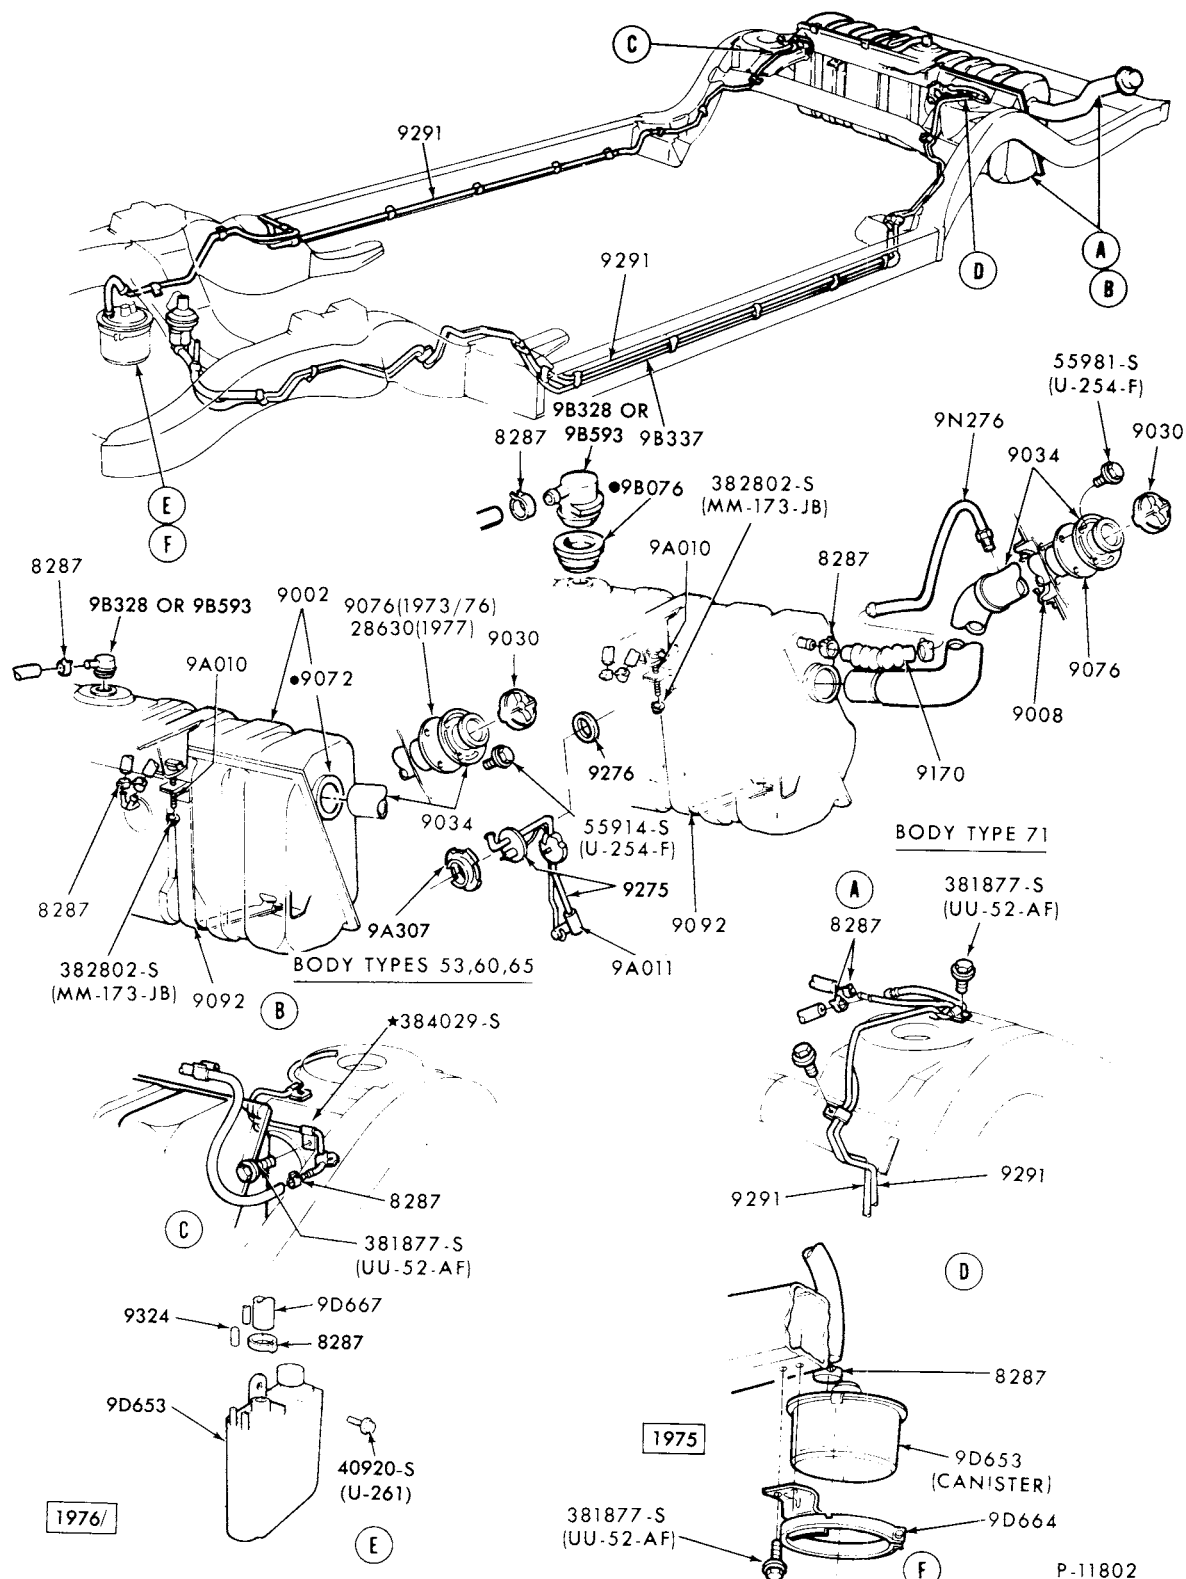 C
9291
A
B
D
9291
55981-S
(U-254-F)
9N276
9030
9034
9B328 OR
9B593
9B337
8287
●9B076
382802-S
(MM-173-JB)
E
F
9A010
8287
8287
9B328 OR 9B593
9002
9076(1973/76)
28630(1977)
9030
9A010
●9072
9076
9008
9276
9170
9034
55914-S
(U-254-F)
BODY TYPE 71
9275
A
381877-S
(UU-52-AF)
8287
8287
9A307
9092
9A011
382802-S
(MM-173-JB)
9092
BODY TYPES 53,60,65
B
★384029-S
8287
9291
9291
C
381877-S
(UU-52-AF)
D
9324
9D667
8287
8287
9D653
1975
9D653
(CANISTER)
40920-S
(U-261)
1976/
381877-S
(UU-52-AF)
9D664
E
F
P-11802